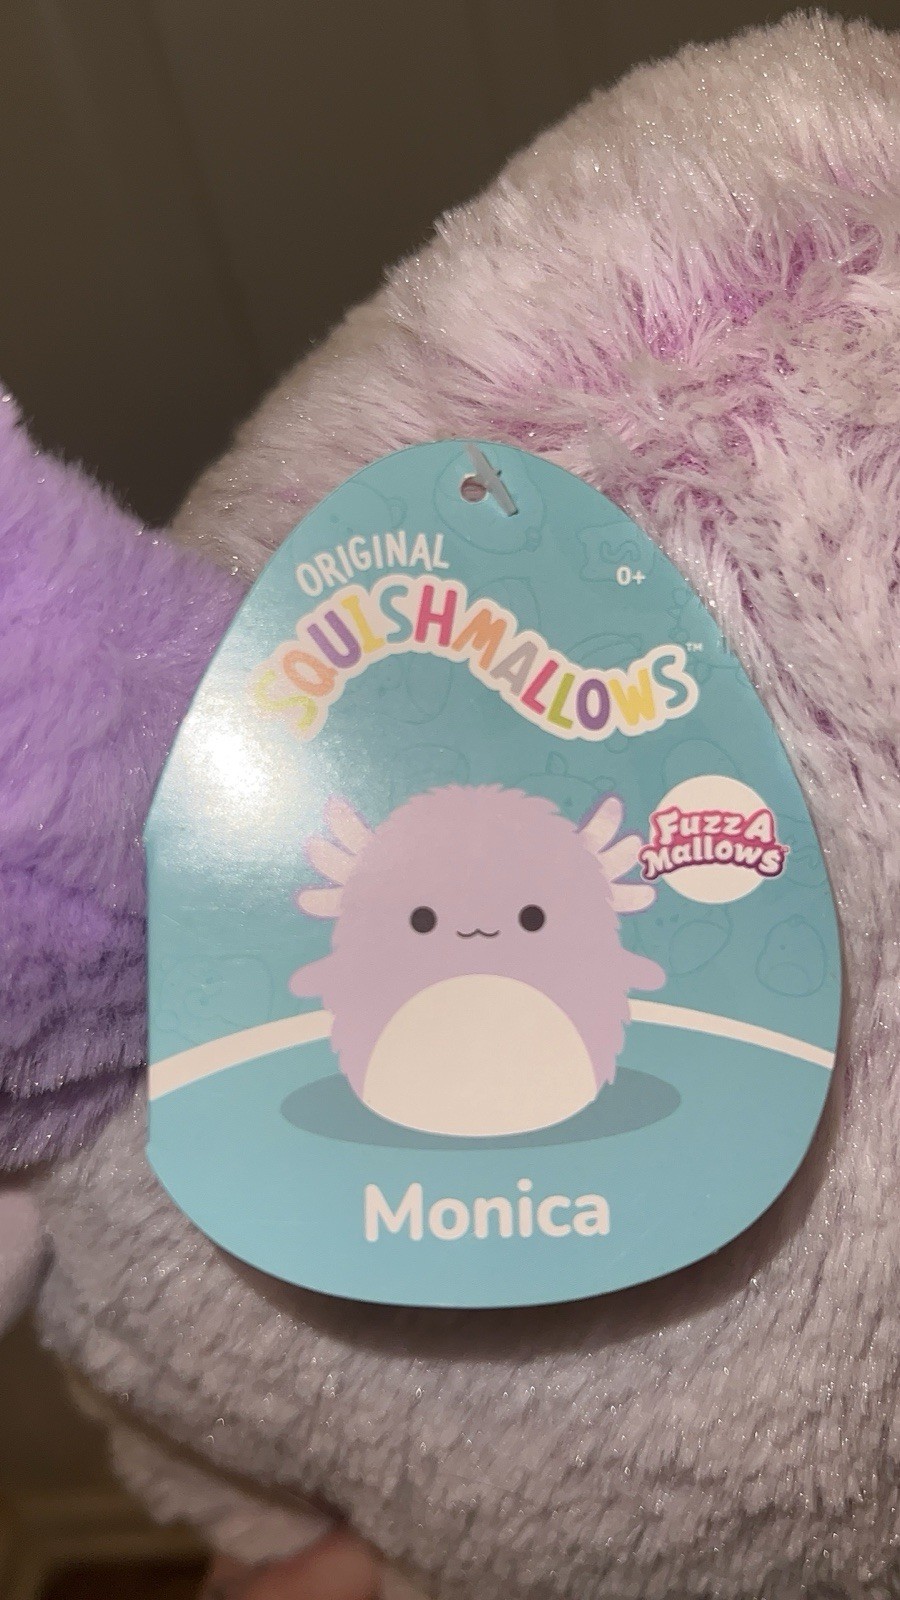 ORIGINAL
SQUISHMALLOWS™
0+
FUZZA
MALLOWS
Monica